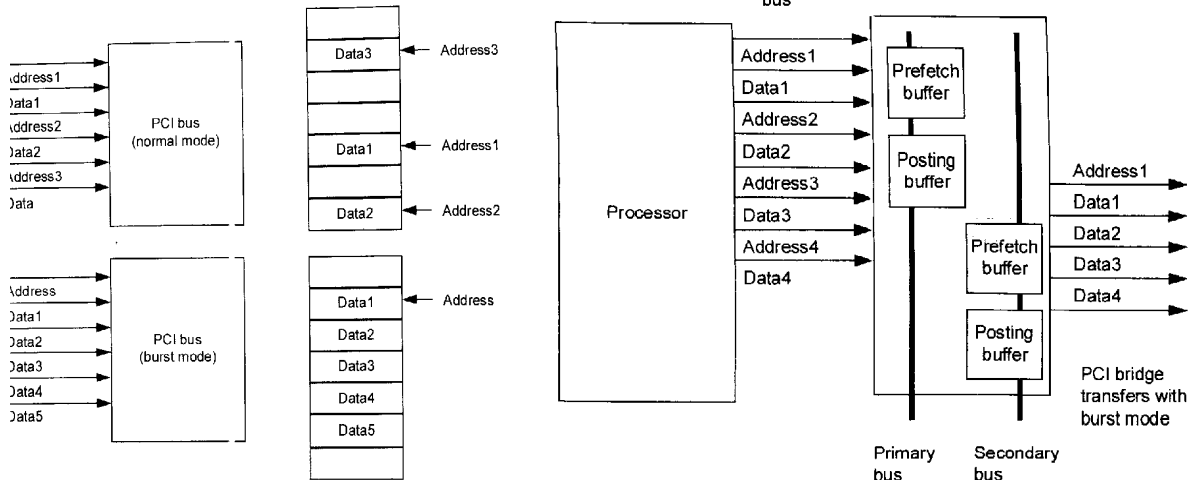 Address1
Data1
Address2
Data2
Address3
Data
PCI bus
(normal mode)
Data3
Address3
Data1
Address1
Data2
Address2
Address
Data1
Data2
Data3
Data4
Data5
PCI bus
(burst mode)
Data1
Address
Data2
Data3
Data4
Data5
bus
Processor
Address1
Data1
Address2
Data2
Address3
Data3
Address4
Data4
Prefetch
buffer
Posting
buffer
Prefetch
buffer
Posting
buffer
Primary
bus
Secondary
bus
Address1
Data1
Data2
Data3
Data4
PCI bridge
transfers with
burst mode